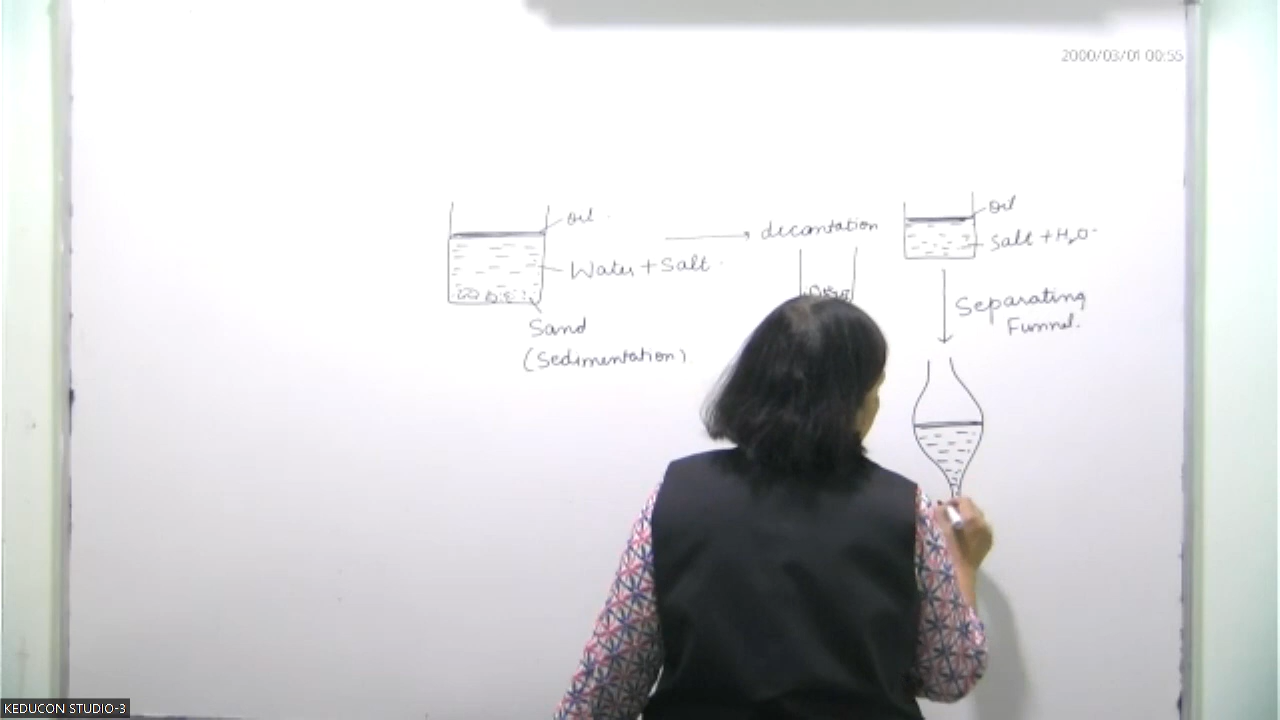 2000/03/01 00:55
oil
Water + Salt
Sand
(Sedimentation)
decantation
oil
Salt + H₂O
Separating
Funnel.
KEDUCON STUDIO-3